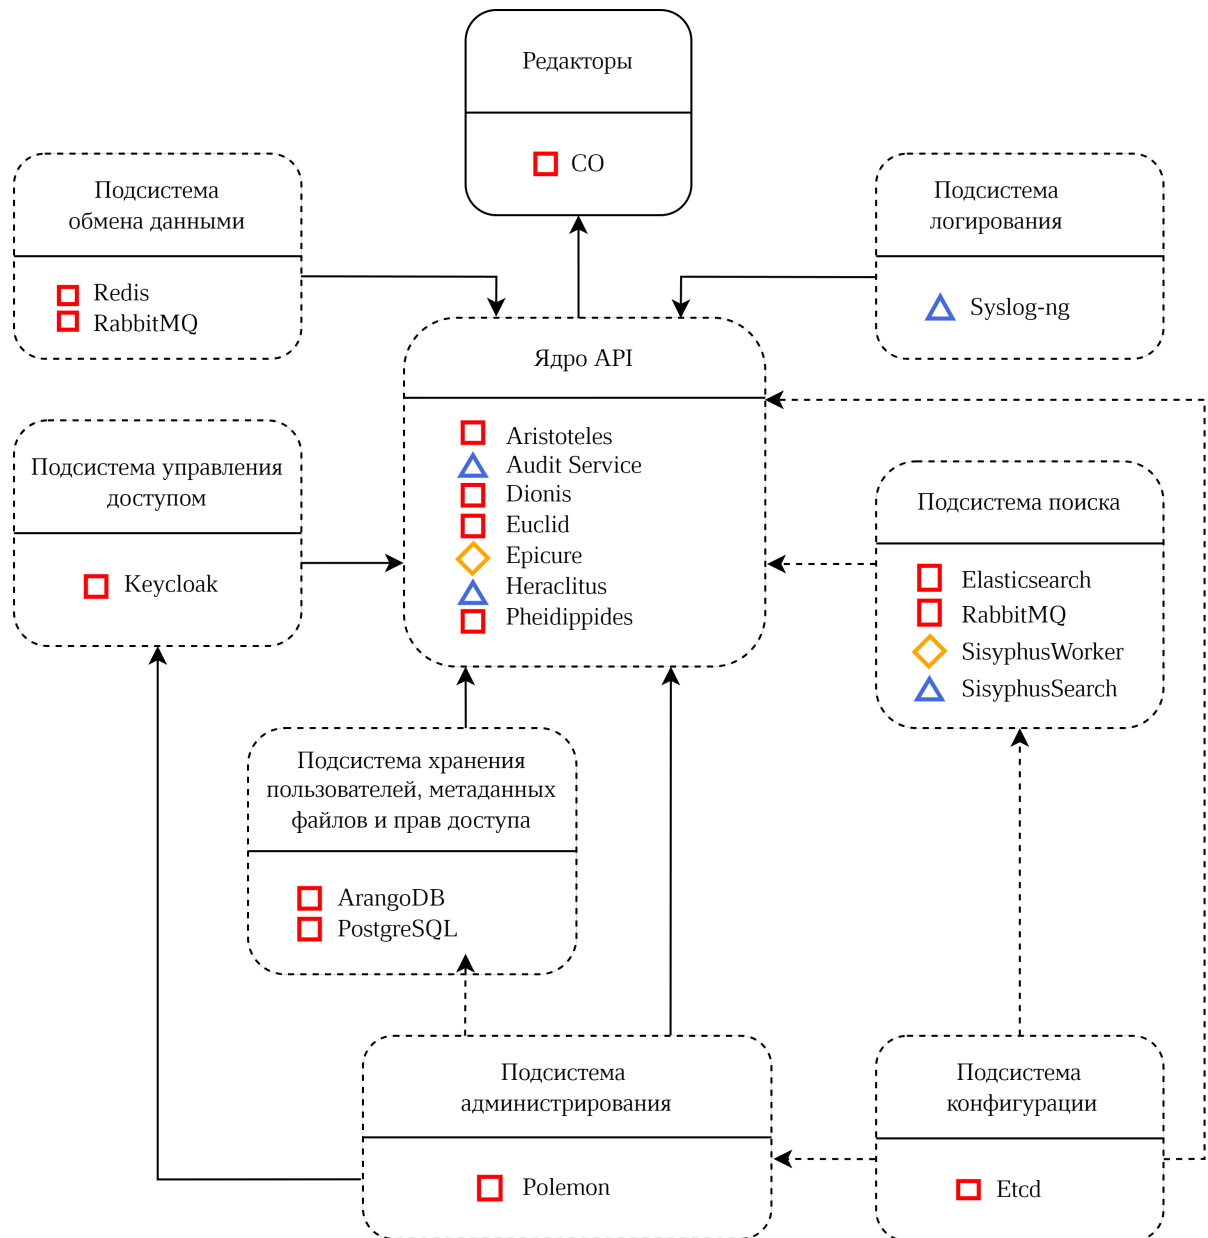 Редакторы
CO
Подсистема
обмена данными
Redis
RabbitMQ
Подсистема
логирования
Syslog-ng
Ядро API
Aristoteles
Audit Service
Dionis
Euclid
Epicure
Heraclitus
Pheidippides
Подсистема управления
доступом
Keycloak
Подсистема поиска
Elasticsearch
RabbitMQ
SisyphusWorker
SisyphusSearch
Подсистема хранения
пользователей, метаданных
файлов и прав доступа
ArangoDB
PostgreSQL
Подсистема
администрирования
Polemon
Подсистема
конфигурации
Etcd